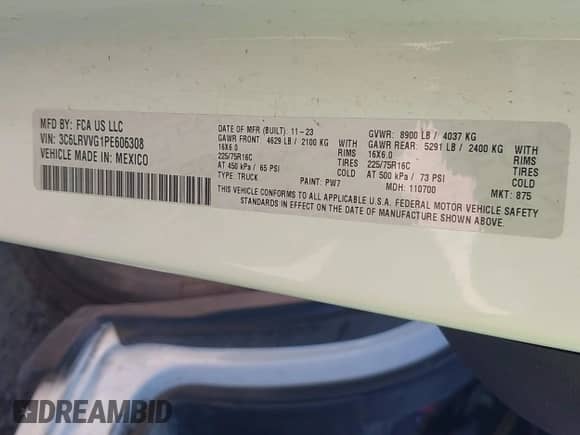 MFD BY: FCA US LLC
VIN: 3C6LRVVG1PE606308
VEHICLE MADE IN: MEXICO
DATE OF MFR (BUILT): 11-23
GAWR FRONT: 4629 LB / 2100 KG
16X6.0 RIMS
225/75R16C TIRES
AT 450 kPa / 65 PSI COLD
TYPE: TRUCK
PAINT: PW7
GVWR: 8900 LB / 4037 KG
GAWR REAR: 5291 LB / 2400 KG
16X6.0 RIMS
225/75R16C TIRES
AT 500 kPa / 73 PSI COLD
MDH: 110700
MKT: 875
THIS VEHICLE CONFORMS TO ALL APPLICABLE U.S.A. FEDERAL MOTOR VEHICLE SAFETY
STANDARDS IN EFFECT ON THE DATE OF MANUFACTURE SHOWN ABOVE.
DREAMBID